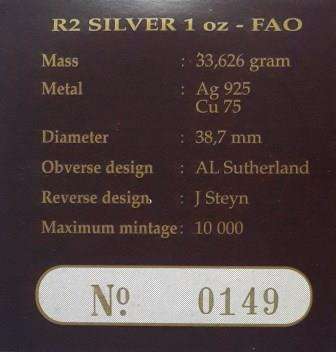 R2 SILVER 1 oz - FAO
Mass : 33,626 gram
Metal : Ag 925
Cu 75
Diameter : 38,7 mm
Obverse design : AL Sutherland
Reverse design : J Steyn
Maximum mintage : 10 000
No. 0149